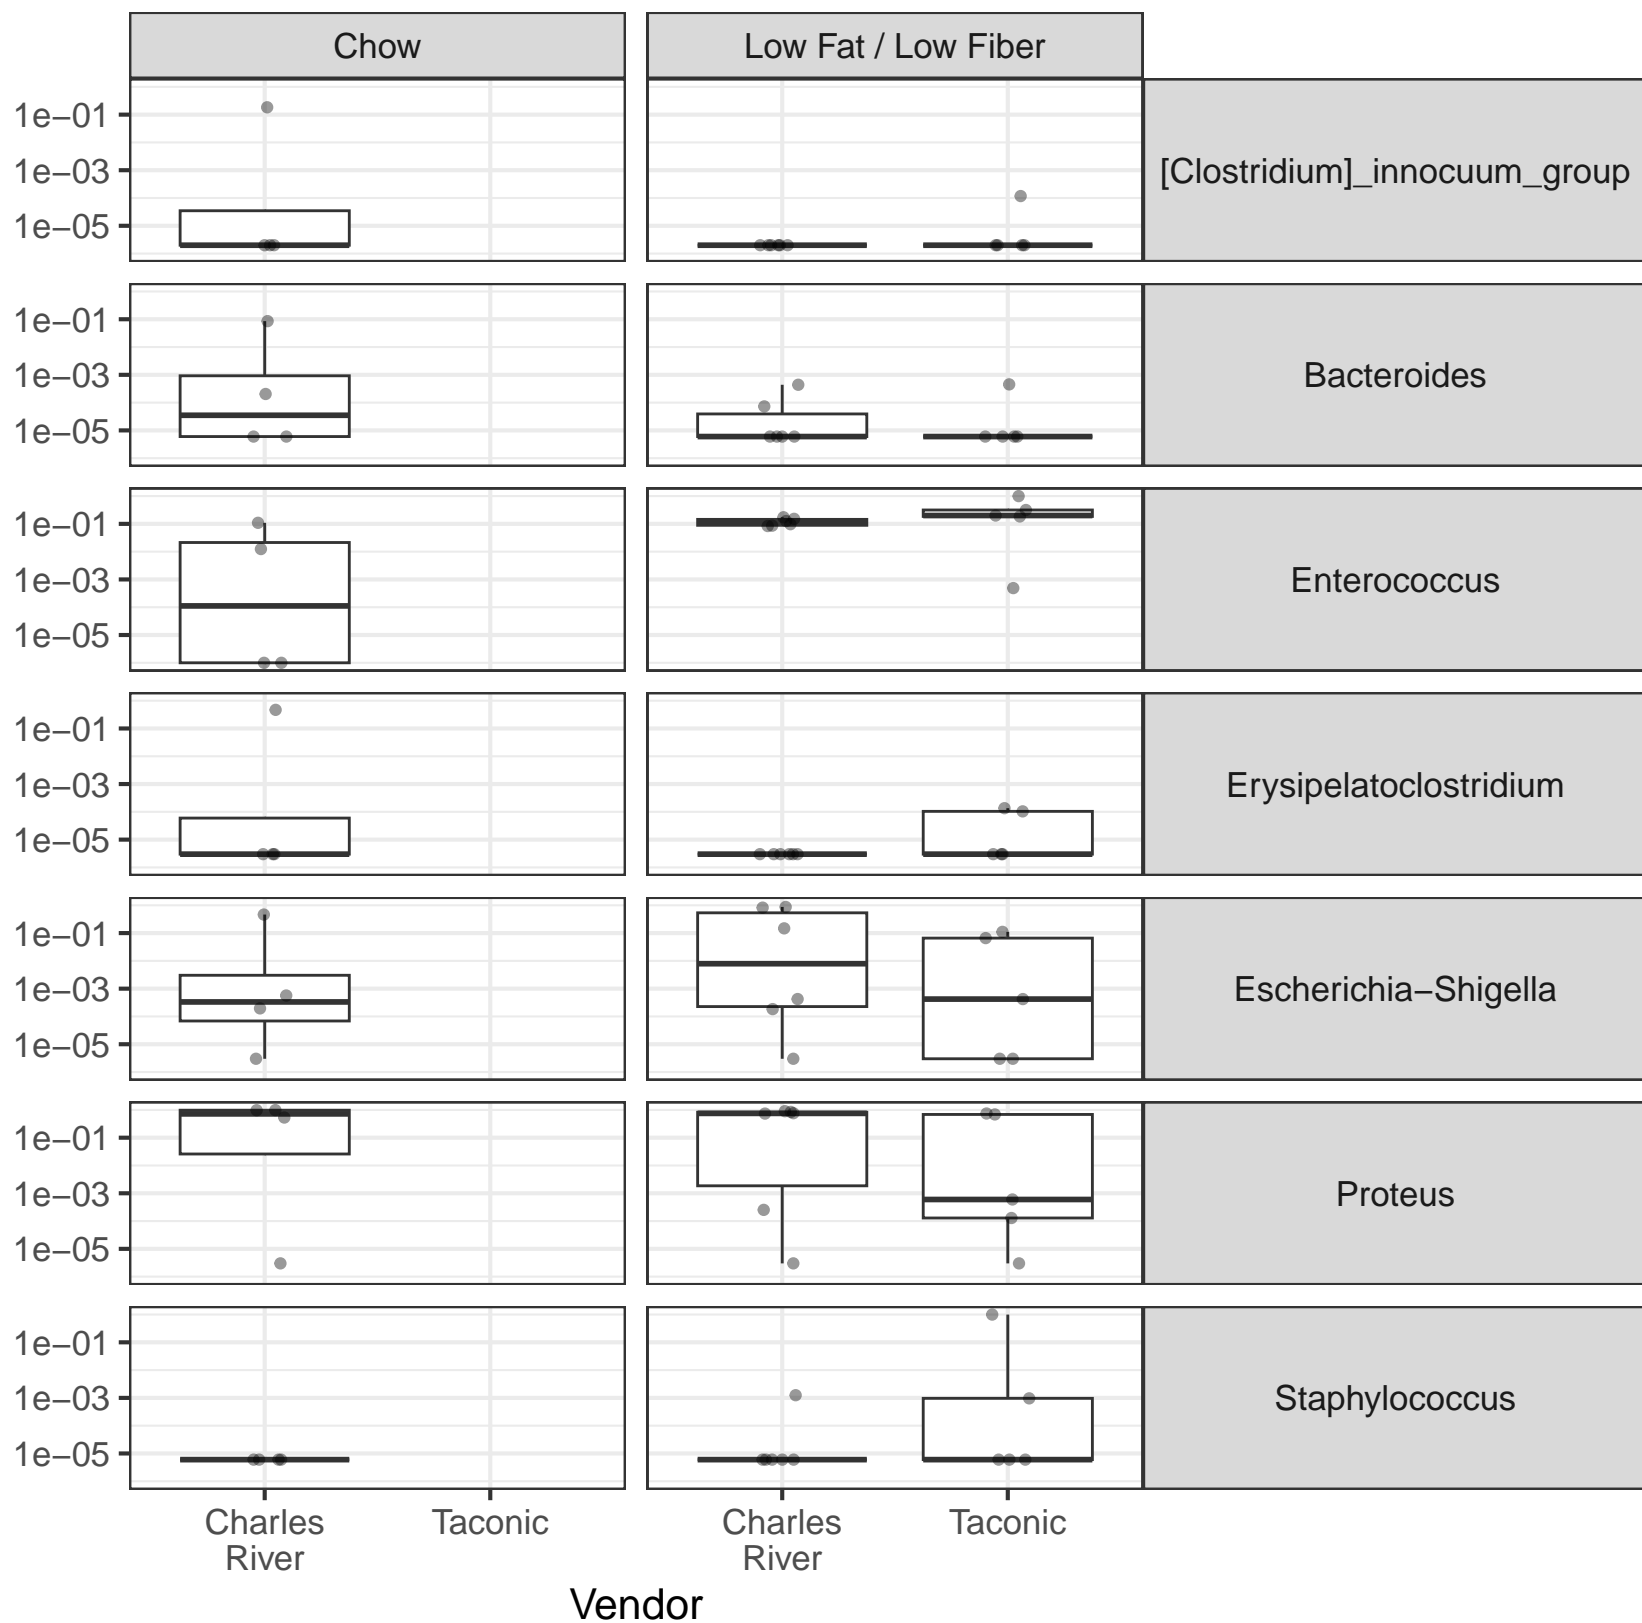 Chow
Low Fat / Low Fiber
1e−01
1e−03
1e−05
[Clostridium]_innocuum_group
1e−01
1e−03
1e−05
Bacteroides
1e−01
1e−03
1e−05
Enterococcus
1e−01
1e−03
1e−05
Erysipelatoclostridium
1e−01
1e−03
1e−05
Escherichia−Shigella
1e−01
1e−03
1e−05
Proteus
1e−01
1e−03
1e−05
Staphylococcus
Charles
River
Taconic
Charles
River
Taconic
Vendor